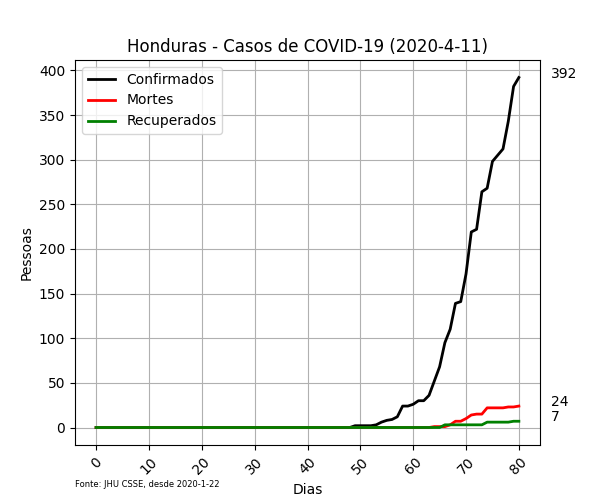 Honduras - Casos de COVID-19 (2020-4-11)
Confirmados
Mortes
Recuperados
400
350
300
250
200
150
100
50
0
Pessoas
392
24
7
0 10 20 30 40 50 60 70 80
Dias
Fonte: JHU CSSE, desde 2020-1-22